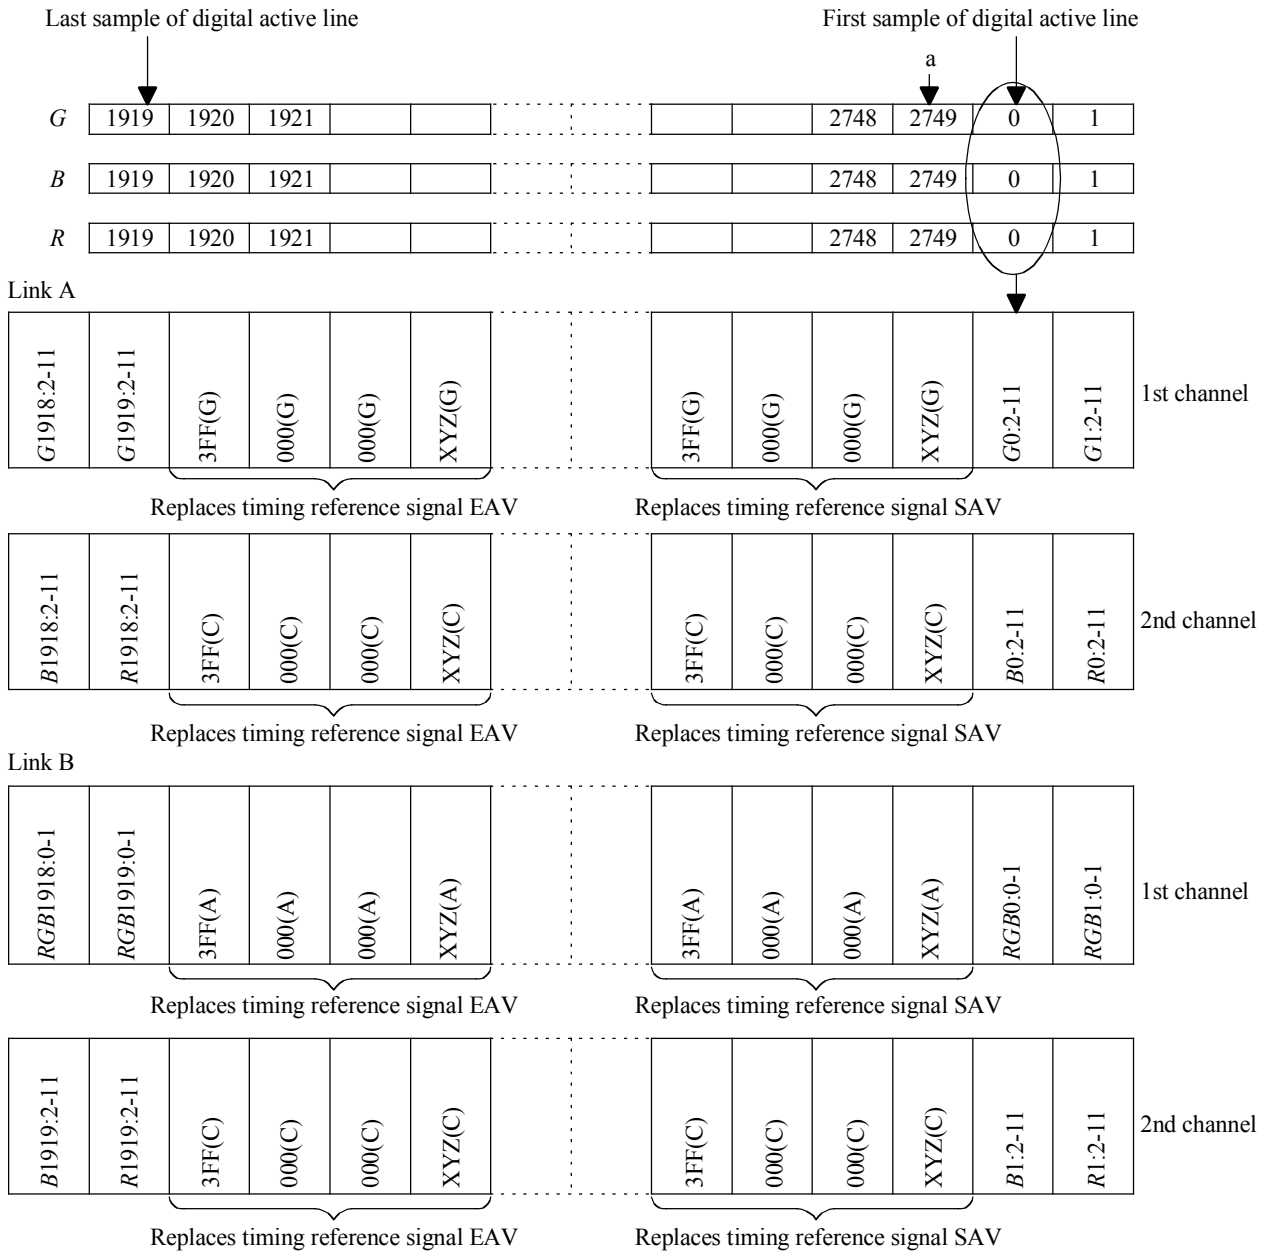 Last sample of digital active line First sample of digital active line
a
G 1919 1920 1921 2748 2749 0 1
B 1919 1920 1921 2748 2749 0 1
R 1919 1920 1921 2748 2749 0 1
Link A
G1918:2-11 G1919:2-11 3FF(G) 000(G) 000(G) XYZ(G) 3FF(G) 000(G) 000(G) XYZ(G) G0:2-11 G1:2-11 1st channel
Replaces timing reference signal EAV Replaces timing reference signal SAV
B1918:2-11 R1918:2-11 3FF(C) 000(C) 000(C) XYZ(C) 3FF(C) 000(C) 000(C) XYZ(C) B0:2-11 R0:2-11 2nd channel
Replaces timing reference signal EAV Replaces timing reference signal SAV
Link B
RGB1918:0-1 RGB1919:0-1 3FF(A) 000(A) 000(A) XYZ(A) 3FF(A) 000(A) 000(A) XYZ(A) RGB0:0-1 RGB1:0-1 1st channel
Replaces timing reference signal EAV Replaces timing reference signal SAV
B1919:2-11 R1919:2-11 3FF(C) 000(C) 000(C) XYZ(C) 3FF(C) 000(C) 000(C) XYZ(C) B1:2-11 R1:2-11 2nd channel
Replaces timing reference signal EAV Replaces timing reference signal SAV